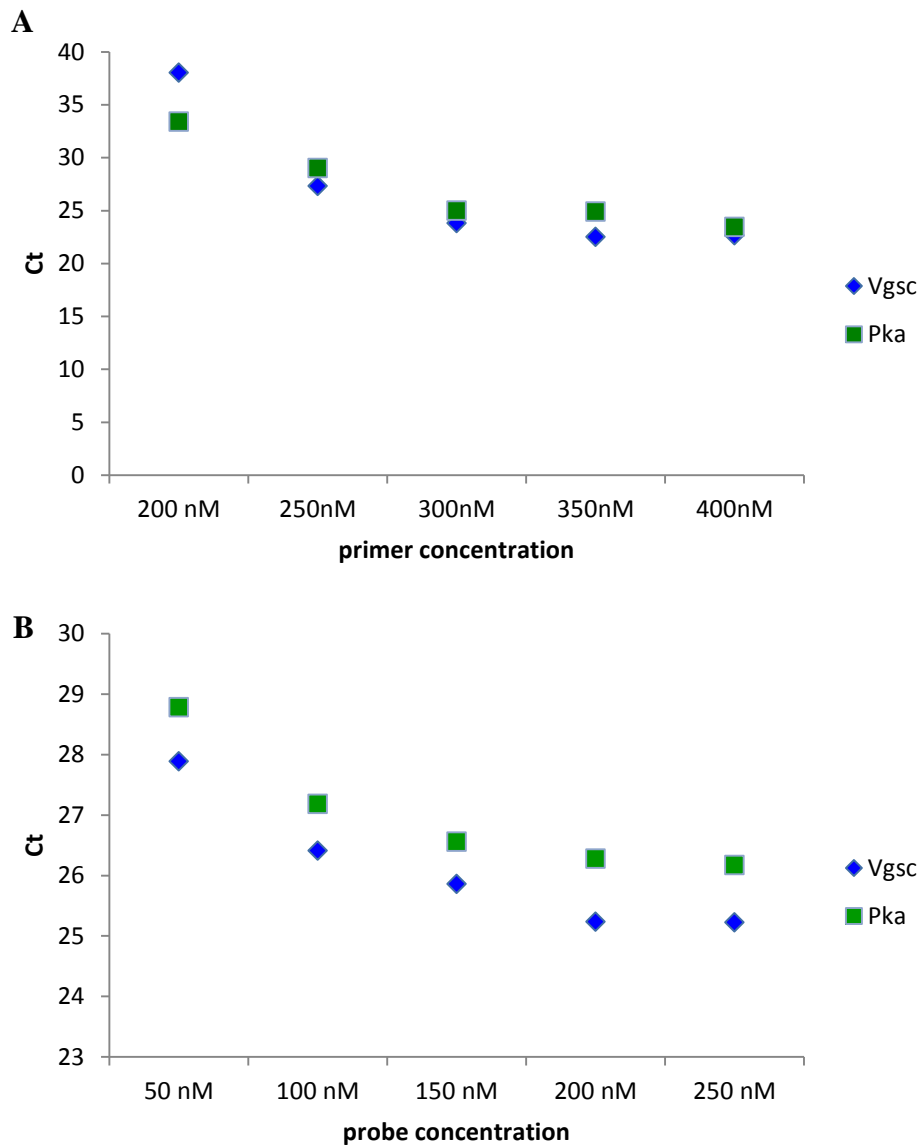 A
40
35
30
25
20
15
10
5
0
Ct
200 nM 250nM 300nM 350nM 400nM
primer concentration
Vgsc
Pka
B
30
29
28
27
26
25
24
23
Ct
50 nM 100 nM 150 nM 200 nM 250 nM
probe concentration
Vgsc
Pka